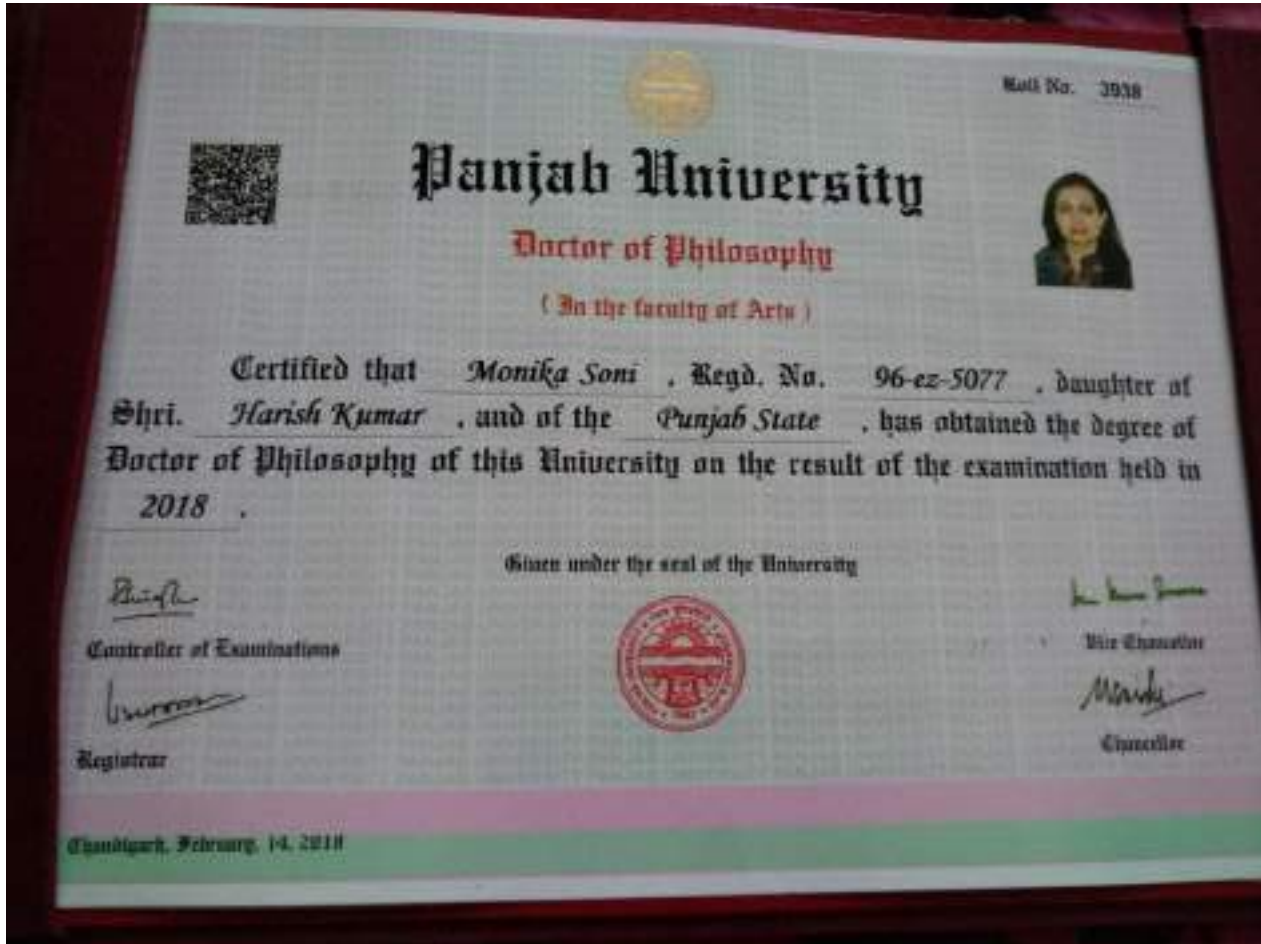 Roll No. 3938
Panjab University
Doctor of Philosophy
( In the faculty of Arts )
Certified that Monika Soni , Regd. No. 96-ez-5077 , daughter of
Shri. Harish Kumar , and of the Punjab State , has obtained the degree of
Doctor of Philosophy of this University on the result of the examination held in
2018 .
Given under the seal of the University
Controller of Examinations
Vice Chancellor
Registrar
Chancellor
Chandigarh, February, 14, 2018